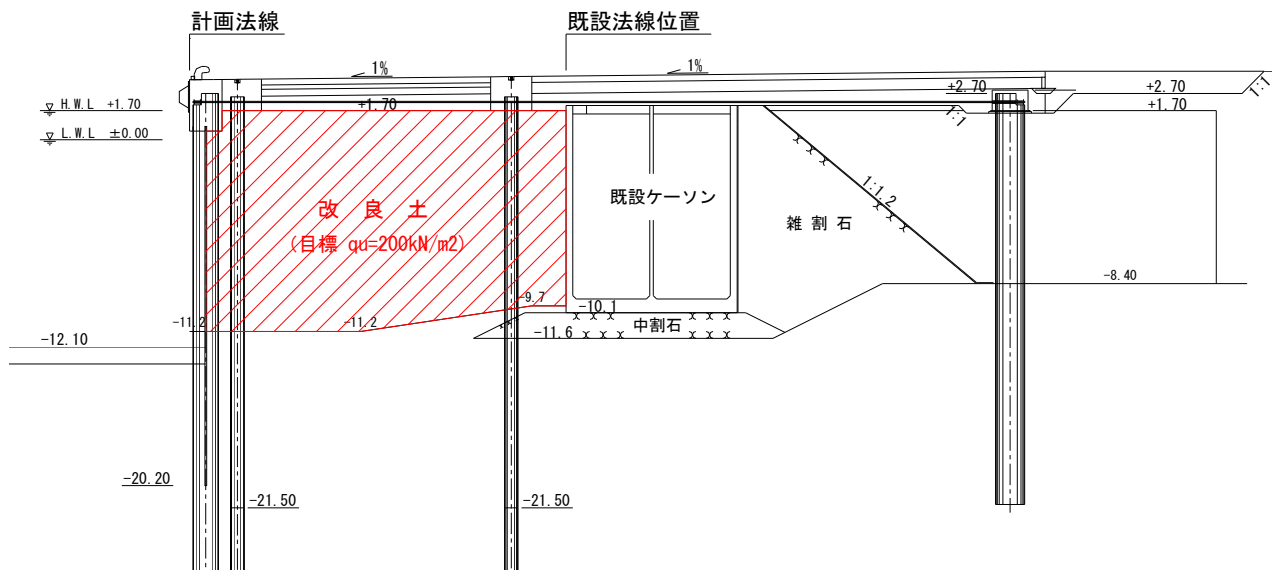 計画法線
既設法線位置
1%
1%
H.W.L +1.70
+1.70
+2.70
+2.70
1:1
+1.70
1:1
L.W.L ±0.00
1:1.2
改 良 土
(目標 qu=200kN/m2)
既設ケーソン
雑 割 石
-8.40
-9.7
-10.1
-11.2
-11.2
中割石
-11.6
-12.10
-20.20
-21.50
-21.50